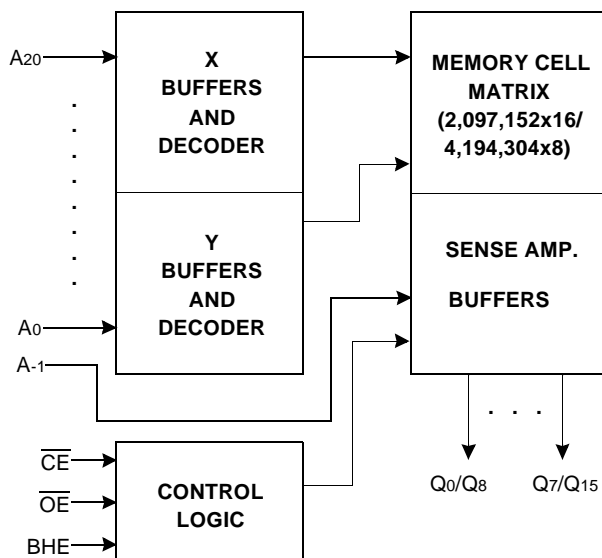 A20
X
BUFFERS
AND
DECODER
MEMORY CELL
MATRIX
(2,097,152x16/
4,194,304x8)
Y
BUFFERS
AND
DECODER
SENSE AMP.
BUFFERS
A0
A-1
CE
OE
BHE
CONTROL
LOGIC
Q0/Q8
Q7/Q15